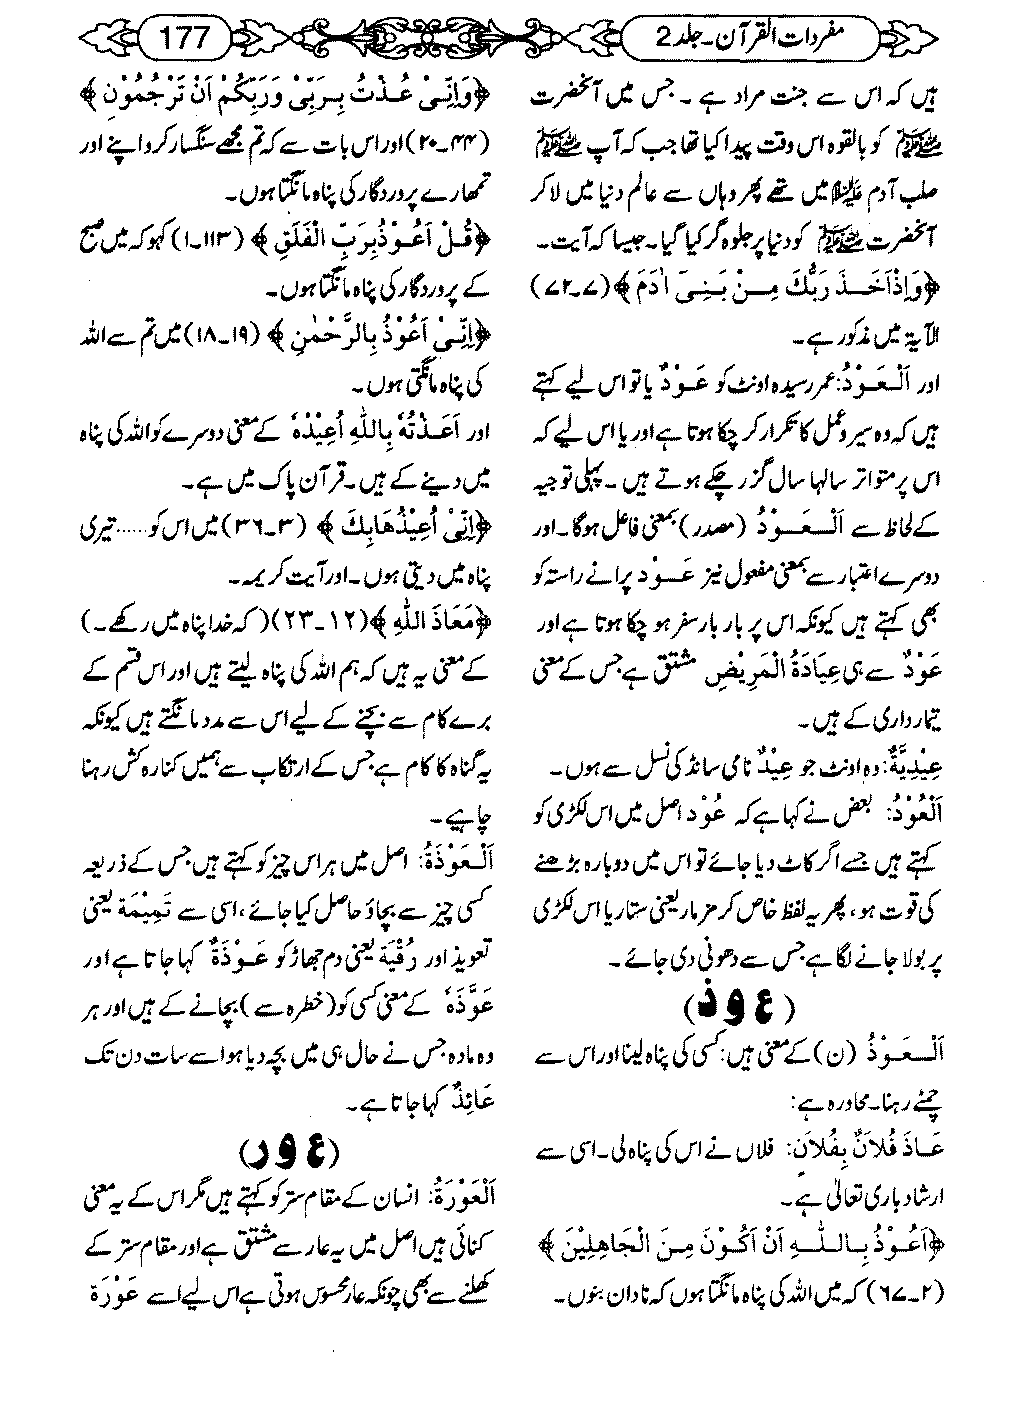 مفردات القرآن۔ جلد 2
177
ہیں کہ اس سے جنت مراد ہے۔ جس میں آنحضرت
ﷺ کو بالقوہ اس وقت پیدا کیا تھا جب کہ آپ ﷺ
صلب آدم علیہ السلام میں تھے پھر وہاں سے عالم دنیا میں لا کر
آنحضرت ﷺ کو دنیا پر جلوہ گر کیا گیا۔ جیسا کہ آیت۔
﴿وَاِذْ اَخَذَ رَبُّكَ مِنْ بَنِىْ اٰدَمَ﴾ (۷۔۷۲)
الآیۃ میں مذکور ہے۔
اور اَلْعَوْدُ: عمر رسیدہ اونٹ کو عَوْدٌ یا تو اس لیے کہتے
ہیں کہ وہ سیر و عمل کا تکرار کر چکا ہوتا ہے اور یا اس لیے کہ
اس پر متواتر سالہا سال گزر چکے ہوتے ہیں۔ پہلی توجیہ
کے لحاظ سے اَلْعَوْدُ (مصدر) بمعنی فاعل ہوگا۔ اور
دوسرے اعتبار سے بمعنی مفعول نیز عَوْد پرانے راستہ کو
بھی کہتے ہیں کیونکہ اس پر بار بار سفر ہو چکا ہوتا ہے اور
عَوْدٌ سے ہی عِيَادَةُ الْمَرِيْضِ مشتق ہے جس کے معنی
تیمارداری کے ہیں۔
عِيْدِيَّةٌ: وہ اونٹ جو عِيْدٌ نامی سانڈ کی نسل سے ہوں۔
اَلْعُوْدُ: بعض نے کہا ہے کہ عُوْد اصل میں اس لکڑی کو
کہتے ہیں جسے اگر کاٹ دیا جائے تو اس میں دوبارہ بڑھنے
کی قوت ہو، پھر یہ لفظ خاص کر مزمار یعنی ستار یا اس لکڑی
پر بولا جانے لگا ہے جس سے دھونی دی جائے۔
(ع و ذ)
اَلْعَوْذُ (ن) کے معنی ہیں: کسی کی پناہ لینا اور اس سے
چمٹے رہنا۔ محاورہ ہے:
عَاذَ فُلَانٌ بِفُلَانٍ: فلاں نے اس کی پناہ لی۔ اسی سے
ارشاد باری تعالیٰ ہے۔
﴿اَعُوْذُ بِاللّٰهِ اَنْ اَكُوْنَ مِنَ الْجَاهِلِيْنَ﴾
(۲۔۶۷) کہ میں اللہ کی پناہ مانگتا ہوں کہ نادان بنوں۔
﴿وَاِنِّىْ عُذْتُ بِرَبِّىْ وَرَبِّكُمْ اَنْ تَرْجُمُوْنِ﴾
(۴۴۔۲۰) اور اس بات سے کہ تم مجھے سنگسار کرو اپنے اور
تمھارے پروردگار کی پناہ مانگتا ہوں۔
﴿قُلْ اَعُوْذُ بِرَبِّ الْفَلَقِ﴾ (۱۱۳۔۱) کہو کہ میں صبح
کے پروردگار کی پناہ مانگتا ہوں۔
﴿اِنِّىْ اَعُوْذُ بِالرَّحْمٰنِ﴾ (۱۹۔۱۸) میں تم سے اللہ
کی پناہ مانگتی ہوں۔
اور اَعَذْتُهٗ بِاللّٰهِ اُعِيْذُهٗ کے معنی دوسرے کو اللہ کی پناہ
میں دینے کے ہیں۔ قرآن پاک میں ہے۔
﴿اِنِّىْ اُعِيْذُهَابِكَ﴾ (۳۔۳۶) میں اس کو ...... تیری
پناہ میں دیتی ہوں۔ اور آیت کریمہ۔
﴿مَعَاذَ اللّٰهِ﴾ (۱۲۔۲۳) (کہ خدا پناہ میں رکھے۔)
کے معنی یہ ہیں کہ ہم اللہ کی پناہ لیتے ہیں اور اس قسم کے
برے کام سے بچنے کے لیے اس سے مدد مانگتے ہیں کیونکہ
یہ گناہ کا کام ہے جس کے ارتکاب سے ہمیں کنارہ کش رہنا
چاہیے۔
اَلْعَوْذَةُ: اصل میں ہر اس چیز کو کہتے ہیں جس کے ذریعہ
کسی چیز سے بچاؤ حاصل کیا جائے، اسی سے تَمِيْمَة یعنی
تعویذ اور رُقْيَة یعنی دم جھاڑ کو عَوْذَةٌ کہا جاتا ہے اور
عَوَّذَهٗ کے معنی کسی کو (خطرہ سے) بچانے کے ہیں اور ہر
وہ مادہ جس نے حال ہی میں بچہ دیا ہو اسے سات دن تک
عَائِذٌ کہا جاتا ہے۔
(ع و ر)
اَلْعَوْرَةُ: انسان کے مقام ستر کو کہتے ہیں مگر اس کے یہ معنی
کنائی ہیں اصل میں یہ عار سے مشتق ہے اور مقام ستر کے
کھلنے سے بھی چونکہ عار محسوس ہوتی ہے اس لیے اسے عَوْرَة